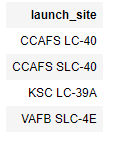 launch_site
CCAFS LC-40
CCAFS SLC-40
KSC LC-39A
VAFB SLC-4E